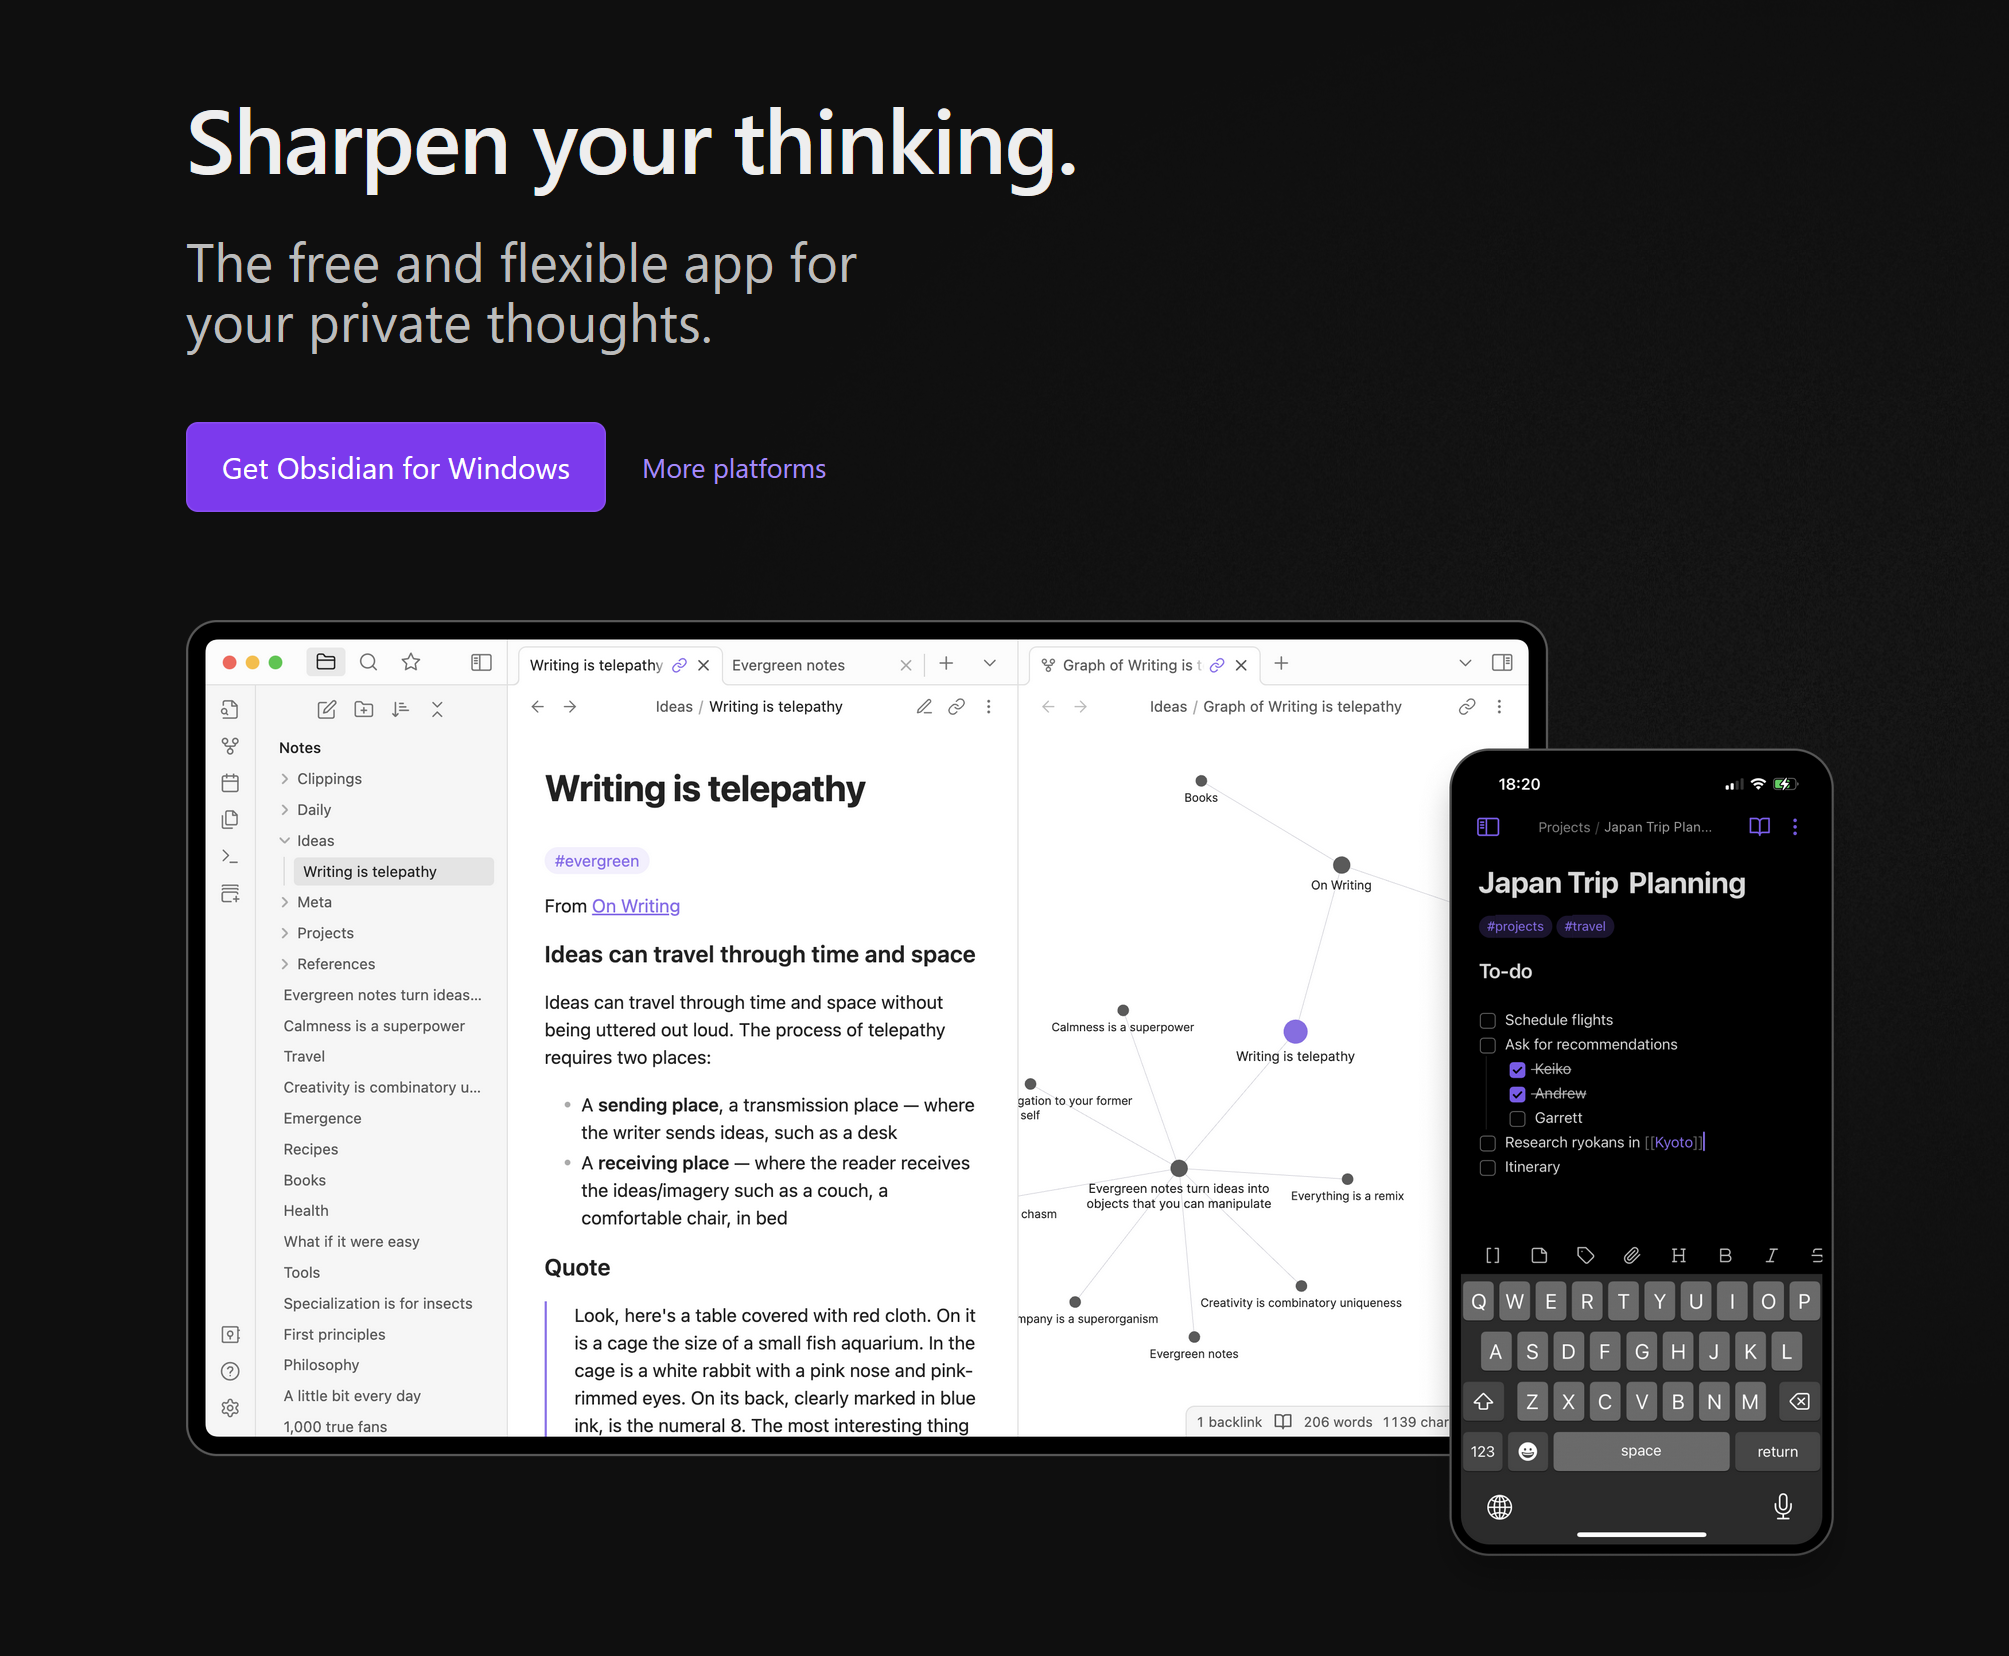 Sharpen your thinking.
The free and flexible app for
your private thoughts.
Get Obsidian for Windows
More platforms
Writing is telepathy
Evergreen notes
Graph of Writing is t
Ideas / Writing is telepathy
Ideas / Graph of Writing is telepathy
Notes
Clippings
Daily
Ideas
Writing is telepathy
Meta
Projects
References
Evergreen notes turn ideas...
Calmness is a superpower
Travel
Creativity is combinatory u...
Emergence
Recipes
Books
Health
What if it were easy
Tools
Specialization is for insects
First principles
Philosophy
A little bit every day
1,000 true fans
Writing is telepathy
#evergreen
From On Writing
Ideas can travel through time and space
Ideas can travel through time and space without
being uttered out loud. The process of telepathy
requires two places:
• A sending place, a transmission place — where
the writer sends ideas, such as a desk
• A receiving place — where the reader receives
the ideas/imagery such as a couch, a
comfortable chair, in bed
Quote
Look, here's a table covered with red cloth. On it
is a cage the size of a small fish aquarium. In the
cage is a white rabbit with a pink nose and pink-
rimmed eyes. On its back, clearly marked in blue
ink, is the numeral 8. The most interesting thing
Books
On Writing
Calmness is a superpower
Writing is telepathy
gation to your former
self
Evergreen notes turn ideas into
objects that you can manipulate
Everything is a remix
chasm
Creativity is combinatory uniqueness
mpany is a superorganism
Evergreen notes
1 backlink 206 words 1139 char
18:20
Projects / Japan Trip Plan...
Japan Trip Planning
#projects #travel
To-do
Schedule flights
Ask for recommendations
Keiko
Andrew
Garrett
Research ryokans in [[Kyoto]]
Itinerary
[] H B I S
Q W E R T Y U I O P
A S D F G H J K L
Z X C V B N M
123 space return